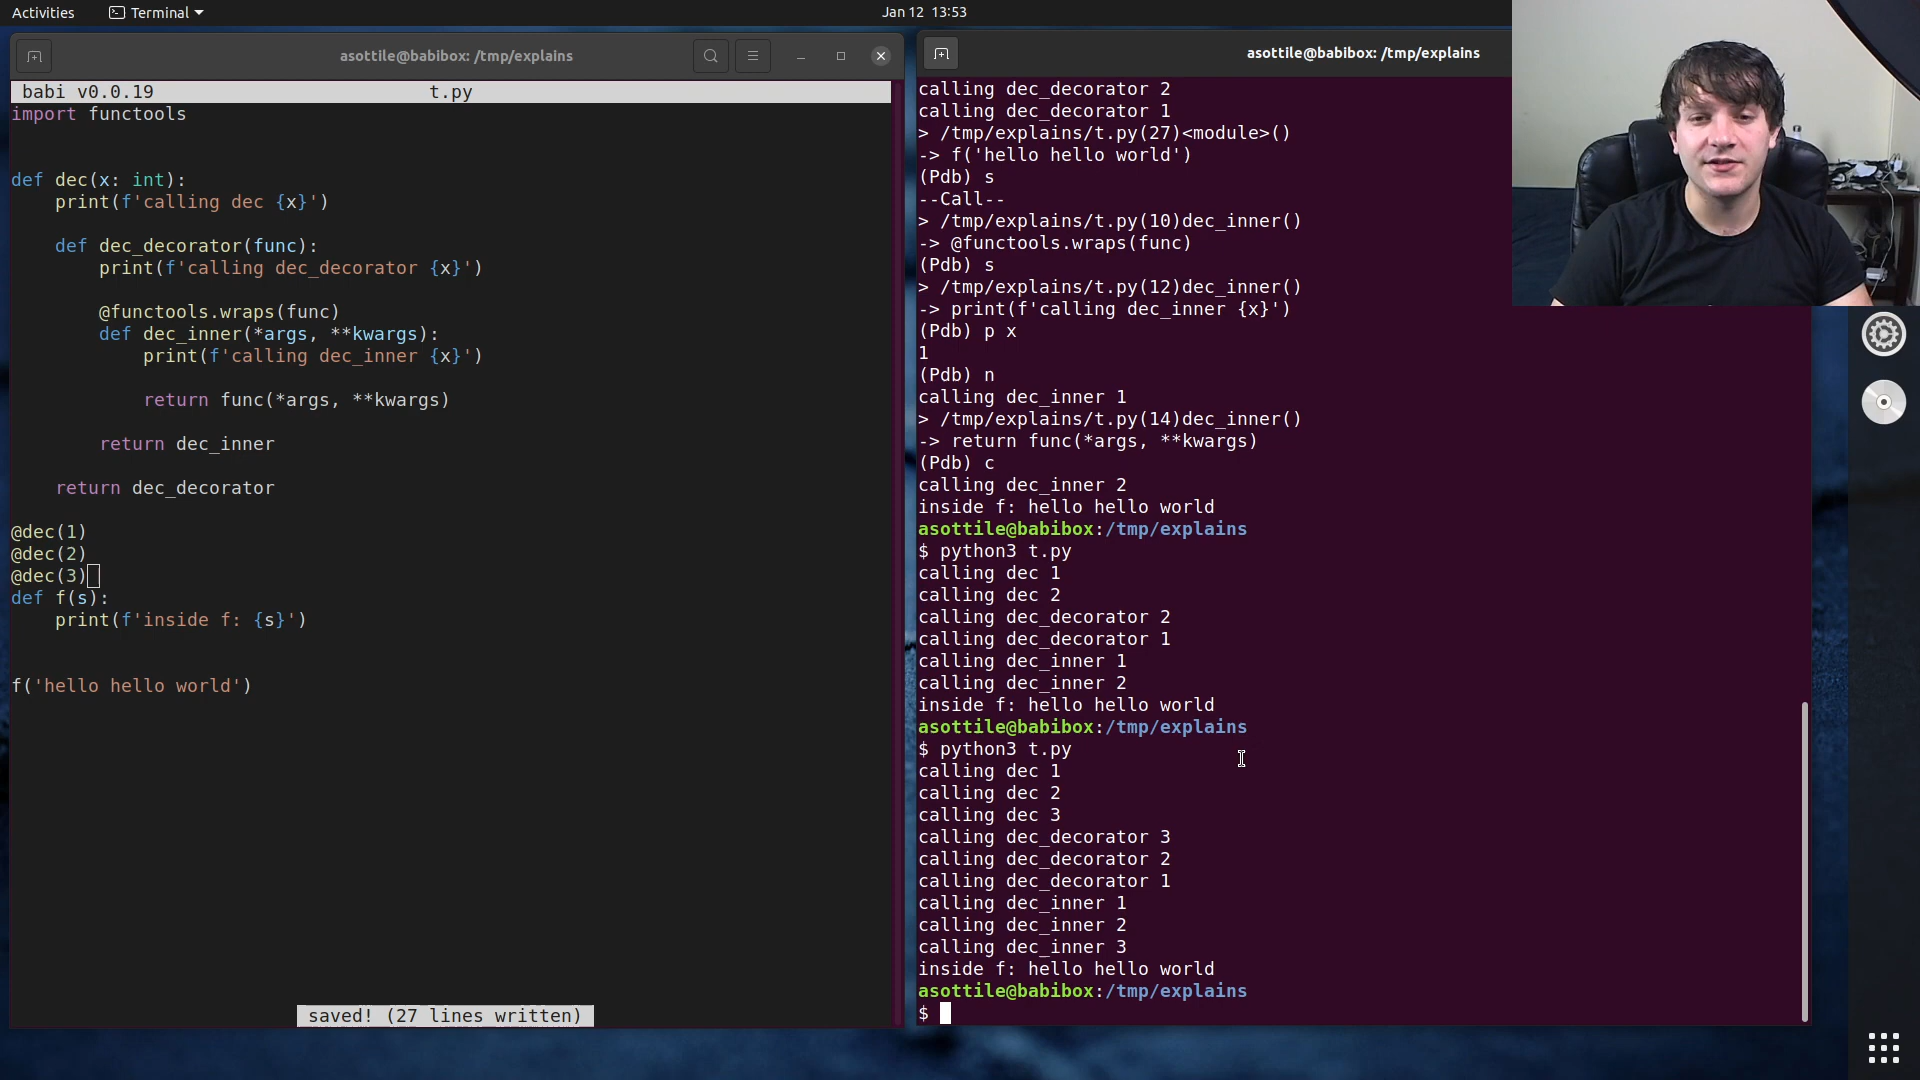 Activities
Terminal
Jan 12 13:53
asottile@babibox: /tmp/explains
babi v0.0.19 t.py
import functools
def dec(x: int):
    print(f'calling dec {x}')
    def dec_decorator(func):
        print(f'calling dec_decorator {x}')
        @functools.wraps(func)
        def dec_inner(*args, **kwargs):
            print(f'calling dec_inner {x}')
            return func(*args, **kwargs)
        return dec_inner
    return dec_decorator
@dec(1)
@dec(2)
@dec(3)
def f(s):
    print(f'inside f: {s}')
f('hello hello world')
saved! (27 lines written)
asottile@babibox: /tmp/explains
calling dec_decorator 2
calling dec_decorator 1
> /tmp/explains/t.py(27)<module>()
-> f('hello hello world')
(Pdb) s
--Call--
> /tmp/explains/t.py(10)dec_inner()
-> @functools.wraps(func)
(Pdb) s
> /tmp/explains/t.py(12)dec_inner()
-> print(f'calling dec_inner {x}')
(Pdb) p x
1
(Pdb) n
calling dec_inner 1
> /tmp/explains/t.py(14)dec_inner()
-> return func(*args, **kwargs)
(Pdb) c
calling dec_inner 2
inside f: hello hello world
asottile@babibox:/tmp/explains
$ python3 t.py
calling dec 1
calling dec 2
calling dec_decorator 2
calling dec_decorator 1
calling dec_inner 1
calling dec_inner 2
inside f: hello hello world
asottile@babibox:/tmp/explains
$ python3 t.py
calling dec 1
calling dec 2
calling dec 3
calling dec_decorator 3
calling dec_decorator 2
calling dec_decorator 1
calling dec_inner 1
calling dec_inner 2
calling dec_inner 3
inside f: hello hello world
asottile@babibox:/tmp/explains
$